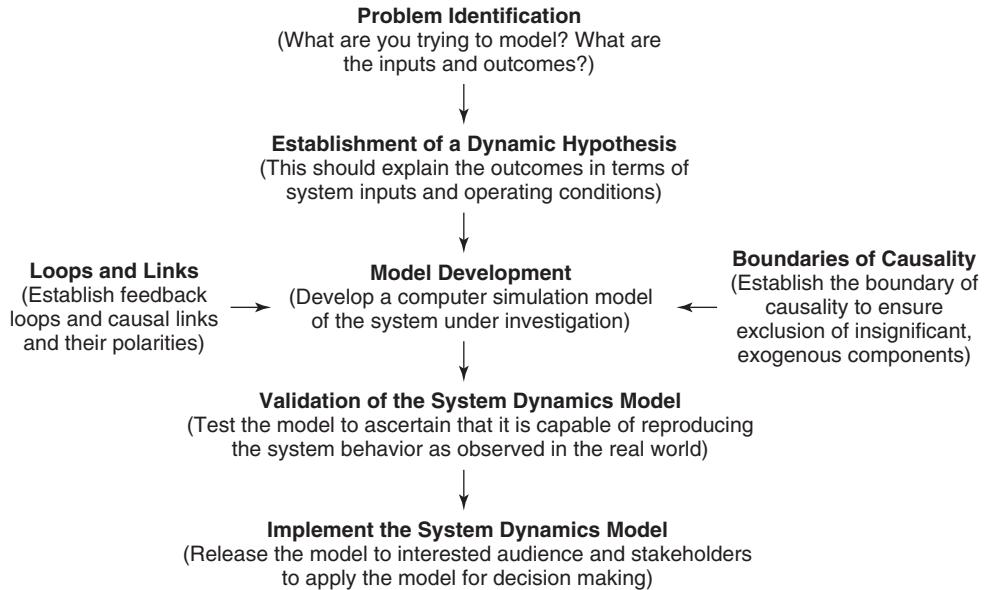 Problem Identification
(What are you trying to model? What are
the inputs and outcomes?)
Establishment of a Dynamic Hypothesis
(This should explain the outcomes in terms of
system inputs and operating conditions)
Loops and Links
(Establish feedback
loops and causal links
and their polarities)
Model Development
(Develop a computer simulation model
of the system under investigation)
Boundaries of Causality
(Establish the boundary of
causality to ensure
exclusion of insignificant,
exogenous components)
Validation of the System Dynamics Model
(Test the model to ascertain that it is capable of reproducing
the system behavior as observed in the real world)
Implement the System Dynamics Model
(Release the model to interested audience and stakeholders
to apply the model for decision making)